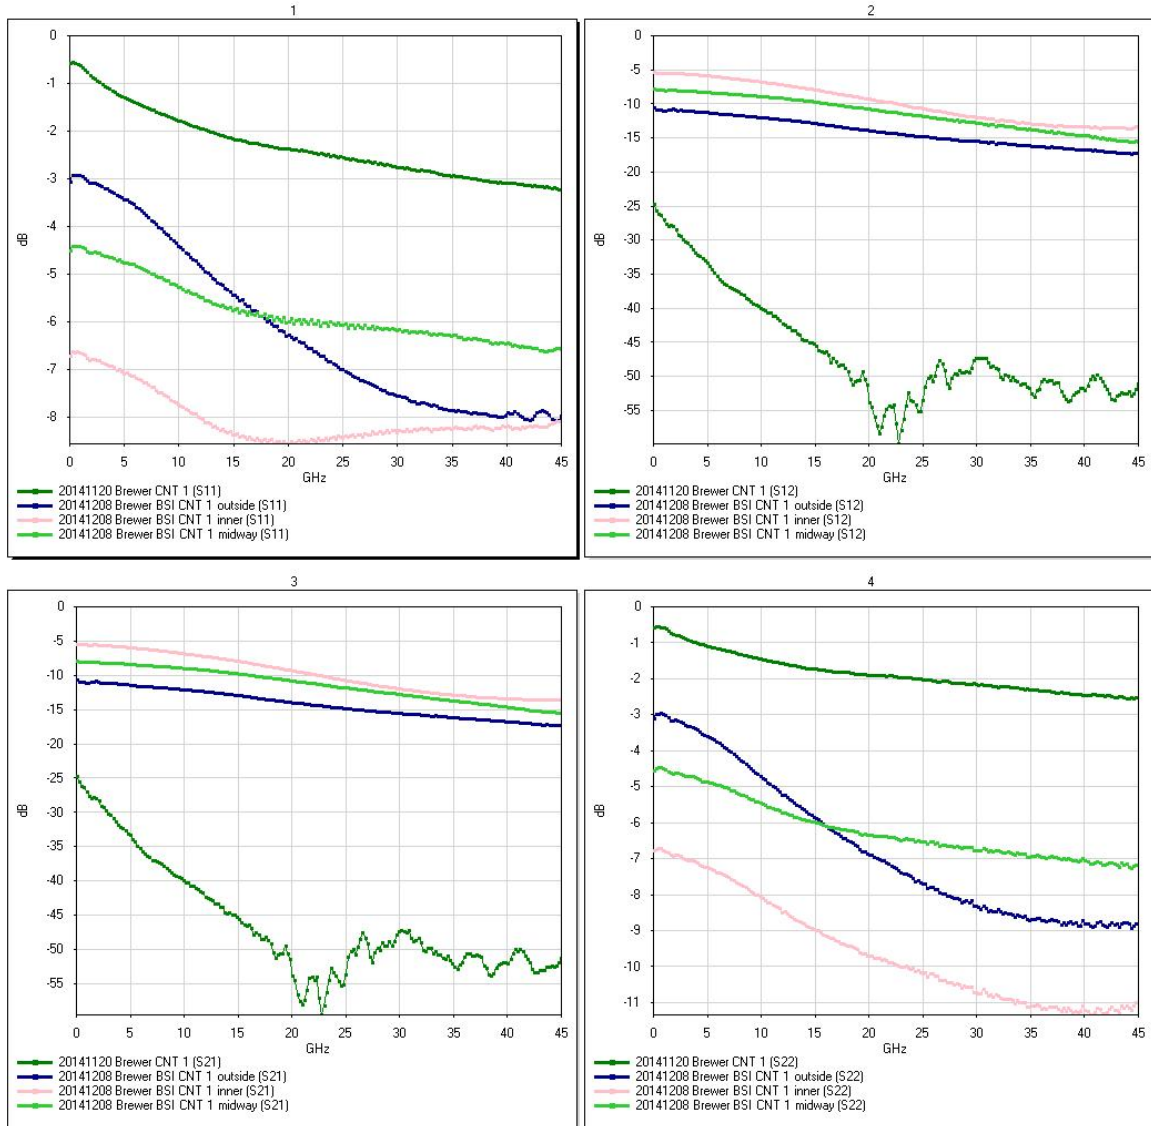 1
0
-1
-2
-3
-4
-5
-6
-7
-8
dB
0 5 10 15 20 25 30 35 40 45
GHz
20141120 Brewer CNT 1 (S11)
20141208 Brewer BSI CNT 1 outside (S11)
20141208 Brewer BSI CNT 1 inner (S11)
20141208 Brewer BSI CNT 1 midway (S11)
2
0
-5
-10
-15
-20
-25
-30
-35
-40
-45
-50
-55
dB
0 5 10 15 20 25 30 35 40 45
GHz
20141120 Brewer CNT 1 (S12)
20141208 Brewer BSI CNT 1 outside (S12)
20141208 Brewer BSI CNT 1 inner (S12)
20141208 Brewer BSI CNT 1 midway (S12)
3
0
-5
-10
-15
-20
-25
-30
-35
-40
-45
-50
-55
dB
0 5 10 15 20 25 30 35 40 45
GHz
20141120 Brewer CNT 1 (S21)
20141208 Brewer BSI CNT 1 outside (S21)
20141208 Brewer BSI CNT 1 inner (S21)
20141208 Brewer BSI CNT 1 midway (S21)
4
0
-1
-2
-3
-4
-5
-6
-7
-8
-9
-10
-11
dB
0 5 10 15 20 25 30 35 40 45
GHz
20141120 Brewer CNT 1 (S22)
20141208 Brewer BSI CNT 1 outside (S22)
20141208 Brewer BSI CNT 1 inner (S22)
20141208 Brewer BSI CNT 1 midway (S22)